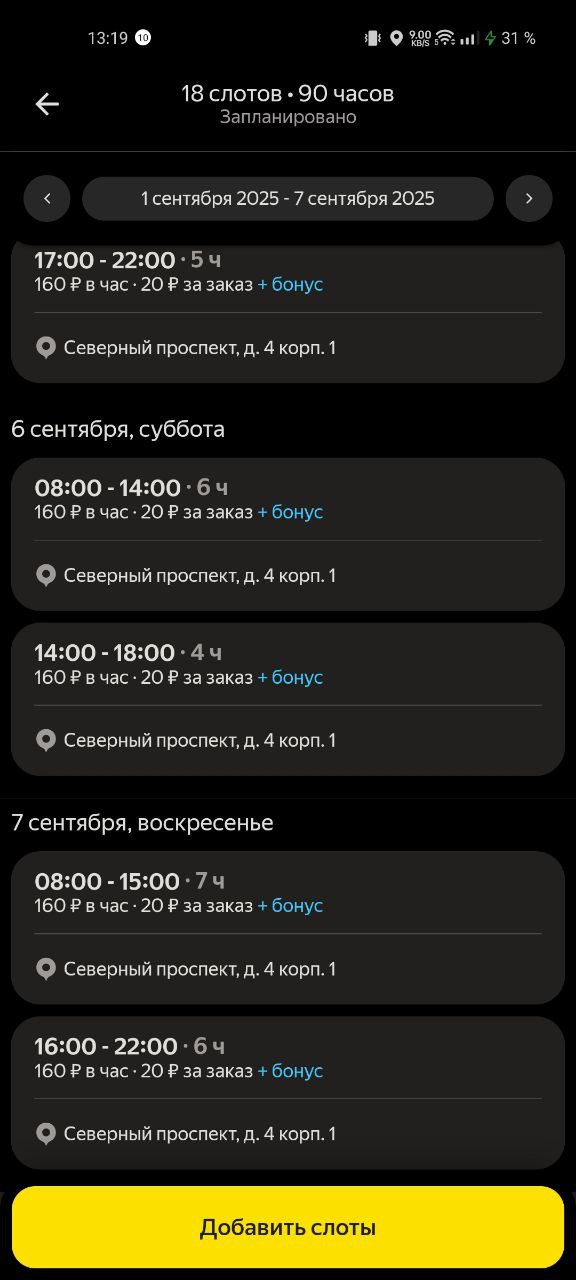 13:19 10 9.00 KB/S 5 31 %
18 слотов • 90 часов
Запланировано
1 сентября 2025 - 7 сентября 2025
17:00 - 22:00 · 5 ч
160 ₽ в час · 20 ₽ за заказ + бонус
Северный проспект, д. 4 корп. 1
6 сентября, суббота
08:00 - 14:00 · 6 ч
160 ₽ в час · 20 ₽ за заказ + бонус
Северный проспект, д. 4 корп. 1
14:00 - 18:00 · 4 ч
160 ₽ в час · 20 ₽ за заказ + бонус
Северный проспект, д. 4 корп. 1
7 сентября, воскресенье
08:00 - 15:00 · 7 ч
160 ₽ в час · 20 ₽ за заказ + бонус
Северный проспект, д. 4 корп. 1
16:00 - 22:00 · 6 ч
160 ₽ в час · 20 ₽ за заказ + бонус
Северный проспект, д. 4 корп. 1
Добавить слоты